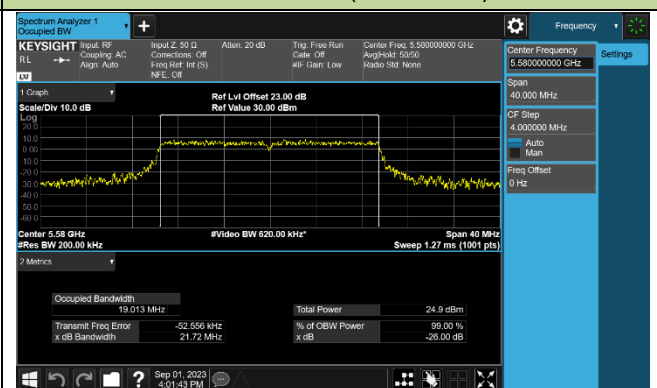 Spectrum Analyzer 1
Occupied BW
+
Frequency
KEYSIGHT
RL
LXI
Input: RF
Coupling: AC
Align: Auto
Input Z: 50 Ω
Corrections: Off
Freq Ref: Int (S)
NFE: Off
Atten: 20 dB
Trig: Free Run
Gate: Off
#IF Gain: Low
Center Freq: 5.580000000 GHz
Avg|Hold: 50/50
Radio Std: None
Center Frequency
5.580000000 GHz
Settings
Span
40.000 MHz
CF Step
4.000000 MHz
Auto
Man
Freq Offset
0 Hz
1 Graph
Scale/Div 10.0 dB
Ref Lvl Offset 23.00 dB
Ref Value 30.00 dBm
Log
20.0
10.0
0.00
-10.0
-20.0
-30.0
-40.0
-50.0
-60.0
Center 5.58 GHz
#Video BW 620.00 kHz*
Span 40 MHz
#Res BW 200.00 kHz
Sweep 1.27 ms (1001 pts)
2 Metrics
Occupied Bandwidth
19.013 MHz
Total Power
24.9 dBm
Transmit Freq Error
-52.556 kHz
% of OBW Power
99.00 %
x dB Bandwidth
21.72 MHz
x dB
-26.00 dB
?
Sep 01, 2023
4:01:43 PM